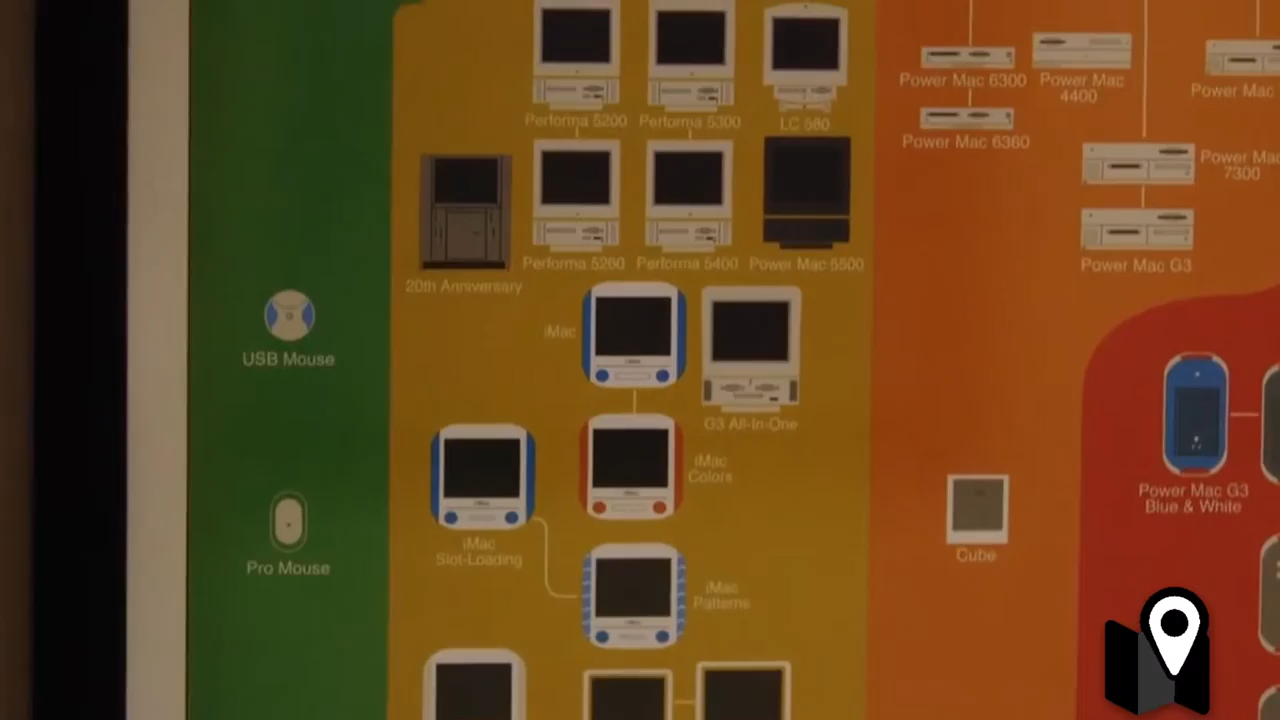 Performa 5200
Performa 5300
LC 580
Power Mac 6300
Power Mac
4400
Power Mac
Power Mac 6360
Power Mac
7300
Power Mac G3
20th Anniversary
Performa 5260
Performa 5400
Power Mac 5500
iMac
G3 All-In-One
USB Mouse
iMac
Colors
iMac
Slot-Loading
Power Mac G3
Blue & White
Pro Mouse
Cube
iMac
Patterns